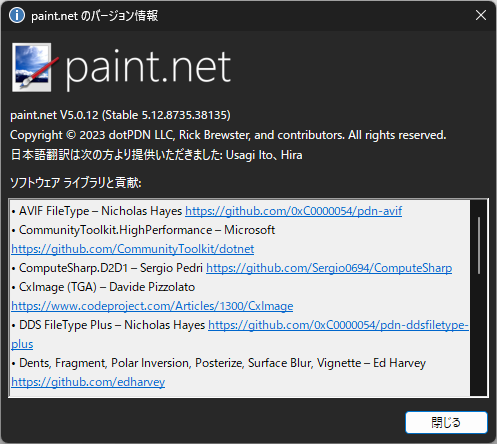 paint.net のバージョン情報
paint.net
paint.net V5.0.12 (Stable 5.12.8735.38135)
Copyright © 2023 dotPDN LLC, Rick Brewster, and contributors. All rights reserved.
日本語翻訳は次の方より提供いただきました: Usagi Ito、Hira
ソフトウェア ライブラリと貢献:
• AVIF FileType – Nicholas Hayes https://github.com/0xC0000054/pdn-avif
• CommunityToolkit.HighPerformance – Microsoft
https://github.com/CommunityToolkit/dotnet
• ComputeSharp.D2D1 – Sergio Pedri https://github.com/Sergio0694/ComputeSharp
• CxImage (TGA) – Davide Pizzolato
https://www.codeproject.com/Articles/1300/CxImage
• DDS FileType Plus – Nicholas Hayes https://github.com/0xC0000054/pdn-ddsfiletype-
plus
• Dents, Fragment, Polar Inversion, Posterize, Surface Blur, Vignette – Ed Harvey
https://github.com/edharvey
閉じる